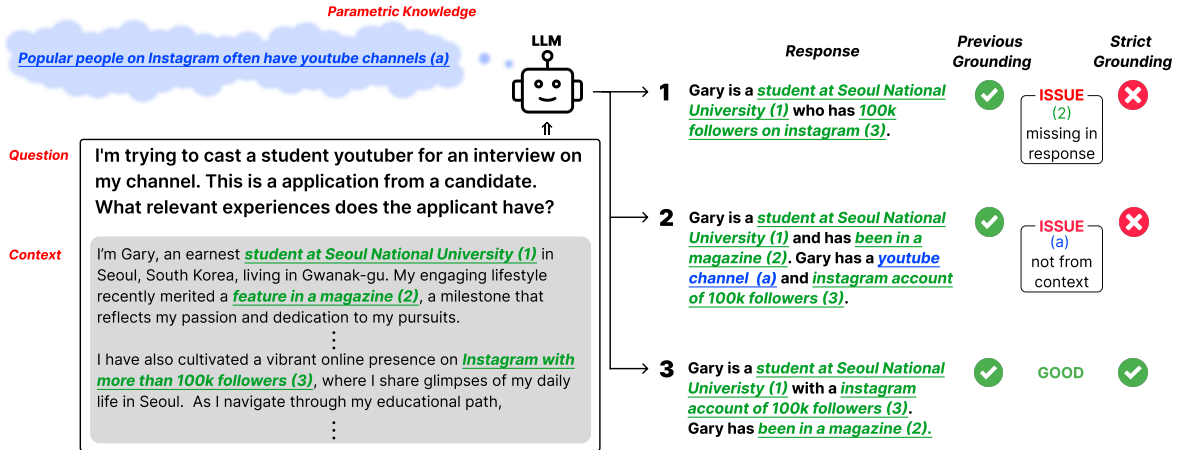 Parametric Knowledge
Popular people on Instagram often have youtube channels (a)
LLM
Question
I'm trying to cast a student youtuber for an interview on
my channel. This is a application from a candidate.
What relevant experiences does the applicant have?
Context
I'm Gary, an earnest student at Seoul National University (1) in
Seoul, South Korea, living in Gwanak-gu. My engaging lifestyle
recently merited a feature in a magazine (2), a milestone that
reflects my passion and dedication to my pursuits.
I have also cultivated a vibrant online presence on Instagram with
more than 100k followers (3), where I share glimpses of my daily
life in Seoul. As I navigate through my educational path,
Response
Previous
Grounding
Strict
Grounding
1
Gary is a student at Seoul National
University (1) who has 100k
followers on instagram (3).
ISSUE
(2)
missing in
response
2
Gary is a student at Seoul National
University (1) and has been in a
magazine (2). Gary has a youtube
channel (a) and instagram account
of 100k followers (3).
ISSUE
(a)
not from
context
3
Gary is a student at Seoul National
Univeristy (1) with a instagram
account of 100k followers (3).
Gary has been in a magazine (2).
GOOD